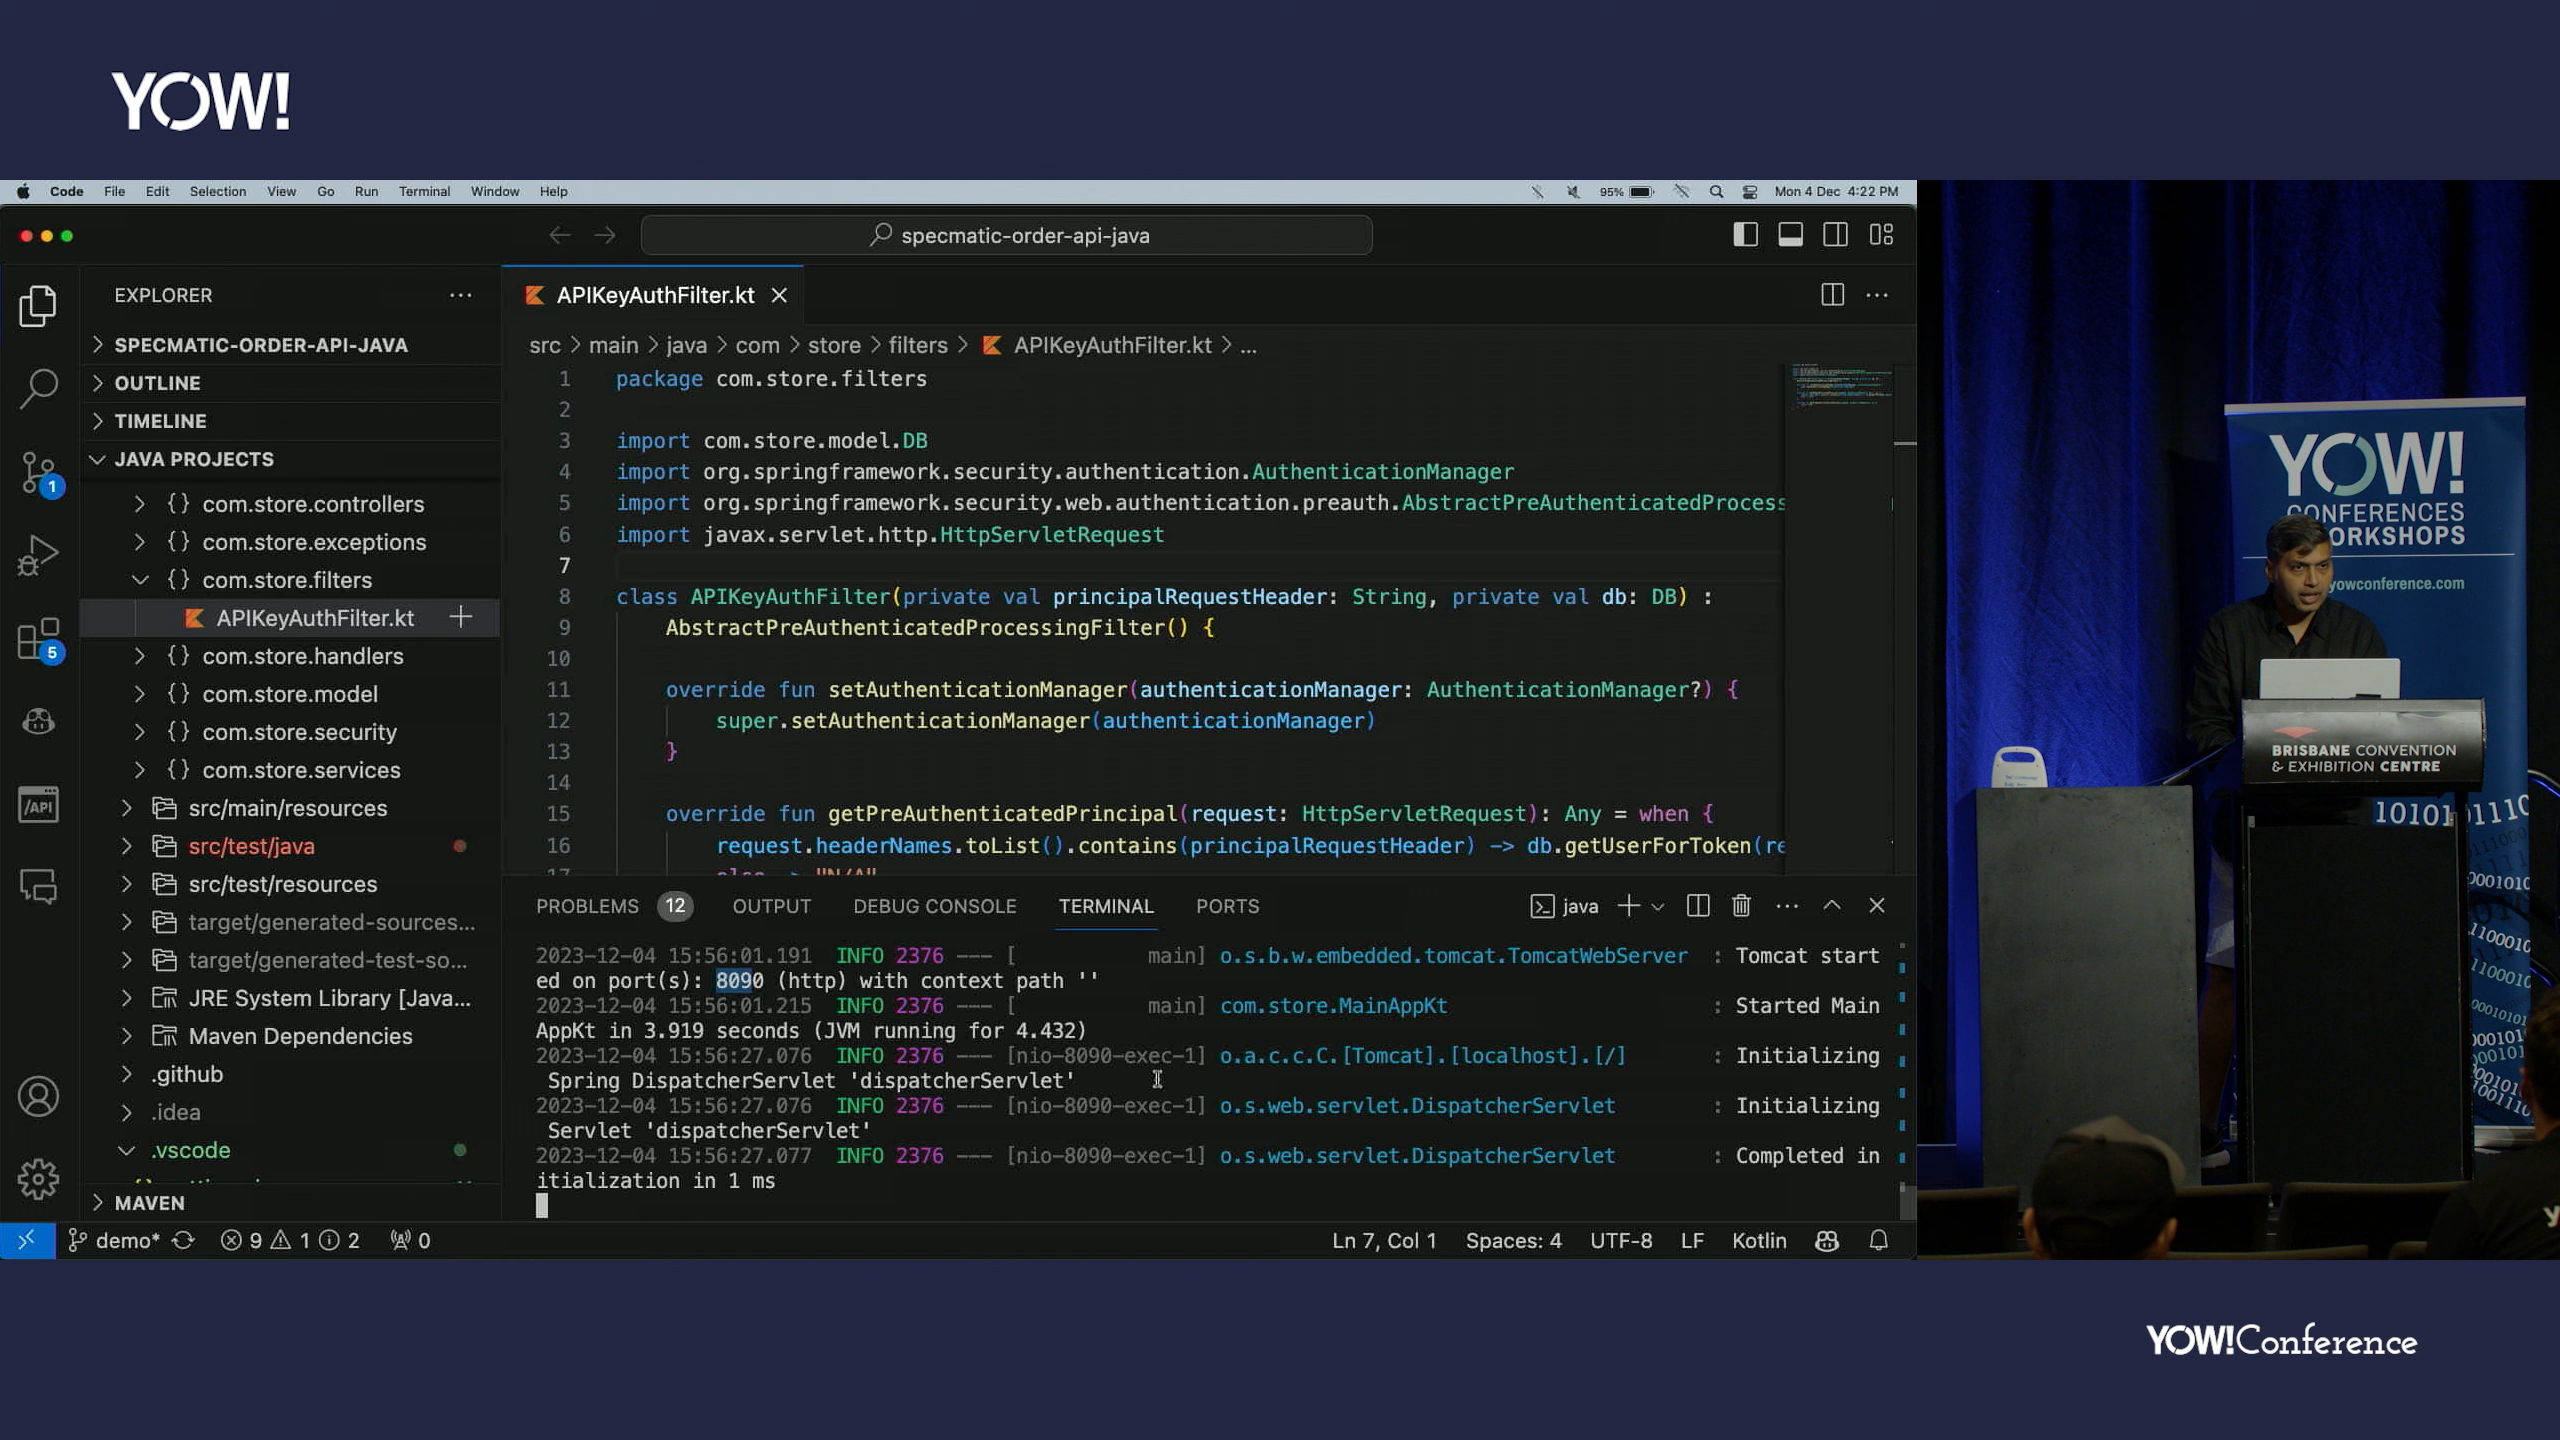 YOW!
Code File Edit Selection View Go Run Terminal Window Help
95% Mon 4 Dec 4:22 PM
specmatic-order-api-java
EXPLORER
SPECMATIC-ORDER-API-JAVA
OUTLINE
TIMELINE
JAVA PROJECTS
{} com.store.controllers
{} com.store.exceptions
{} com.store.filters
APIKeyAuthFilter.kt
{} com.store.handlers
{} com.store.model
{} com.store.security
{} com.store.services
src/main/resources
src/test/java
src/test/resources
target/generated-sources...
target/generated-test-so...
JRE System Library [Java...
Maven Dependencies
.github
.idea
.vscode
MAVEN
1
5
/API
APIKeyAuthFilter.kt
src > main > java > com > store > filters > APIKeyAuthFilter.kt > ...
1 package com.store.filters
2
3 import com.store.model.DB
4 import org.springframework.security.authentication.AuthenticationManager
5 import org.springframework.security.web.authentication.preauth.AbstractPreAuthenticatedProcess
6 import javax.servlet.http.HttpServletRequest
7
8 class APIKeyAuthFilter(private val principalRequestHeader: String, private val db: DB) :
9 AbstractPreAuthenticatedProcessingFilter() {
10
11 override fun setAuthenticationManager(authenticationManager: AuthenticationManager?) {
12 super.setAuthenticationManager(authenticationManager)
13 }
14
15 override fun getPreAuthenticatedPrincipal(request: HttpServletRequest): Any = when {
16 request.headerNames.toList().contains(principalRequestHeader) -> db.getUserForToken(re
17 else -> "N/A"
PROBLEMS 12 OUTPUT DEBUG CONSOLE TERMINAL PORTS java
2023-12-04 15:56:01.191 INFO 2376 --- [ main] o.s.b.w.embedded.tomcat.TomcatWebServer : Tomcat start
ed on port(s): 8090 (http) with context path ''
2023-12-04 15:56:01.215 INFO 2376 --- [ main] com.store.MainAppKt : Started Main
AppKt in 3.919 seconds (JVM running for 4.432)
2023-12-04 15:56:27.076 INFO 2376 --- [nio-8090-exec-1] o.a.c.c.C.[Tomcat].[localhost].[/] : Initializing
Spring DispatcherServlet 'dispatcherServlet'
2023-12-04 15:56:27.076 INFO 2376 --- [nio-8090-exec-1] o.s.web.servlet.DispatcherServlet : Initializing
Servlet 'dispatcherServlet'
2023-12-04 15:56:27.077 INFO 2376 --- [nio-8090-exec-1] o.s.web.servlet.DispatcherServlet : Completed in
itialization in 1 ms
demo* 9 1 2 0
Ln 7, Col 1 Spaces: 4 UTF-8 LF Kotlin
YOW!
CONFERENCES
WORKSHOPS
yowconference.com
BRISBANE CONVENTION
& EXHIBITION CENTRE
YOW!Conference